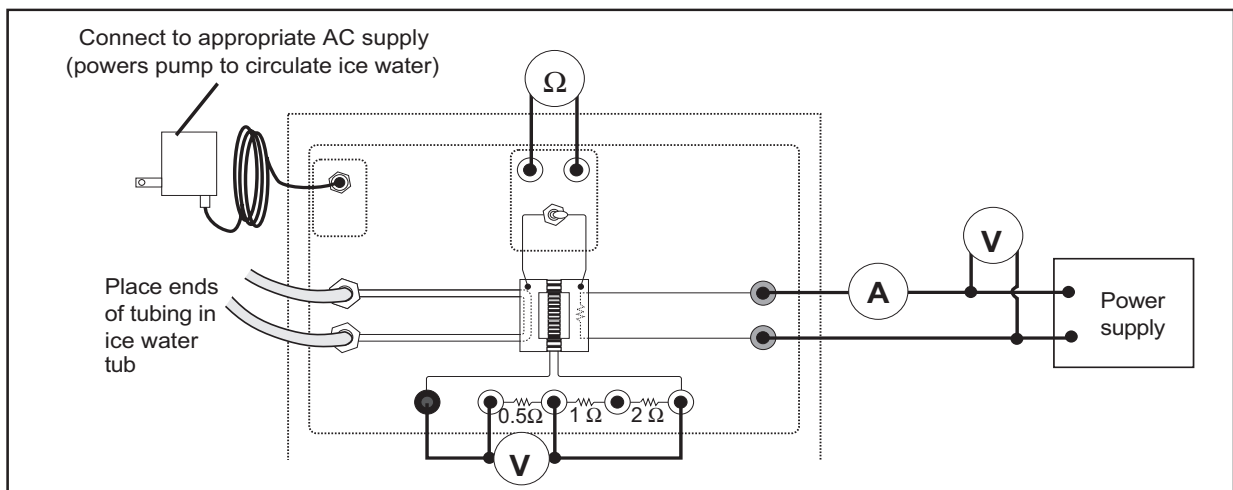 Connect to appropriate AC supply
(powers pump to circulate ice water)
Ω
V
A
Power
supply
Place ends
of tubing in
ice water
tub
0.5Ω
1 Ω
2 Ω
V